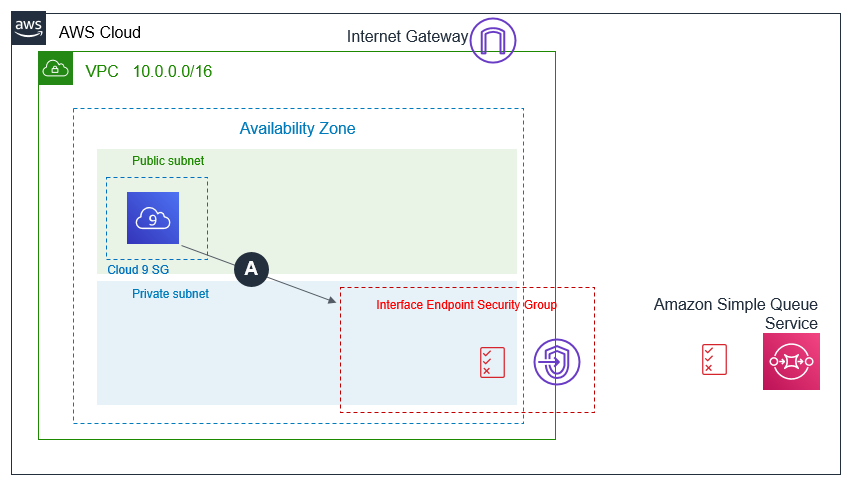 aws
AWS Cloud
Internet Gateway
VPC 10.0.0.0/16
Availability Zone
Public subnet
9
Cloud 9 SG
A
Private subnet
Interface Endpoint Security Group
Amazon Simple Queue
Service